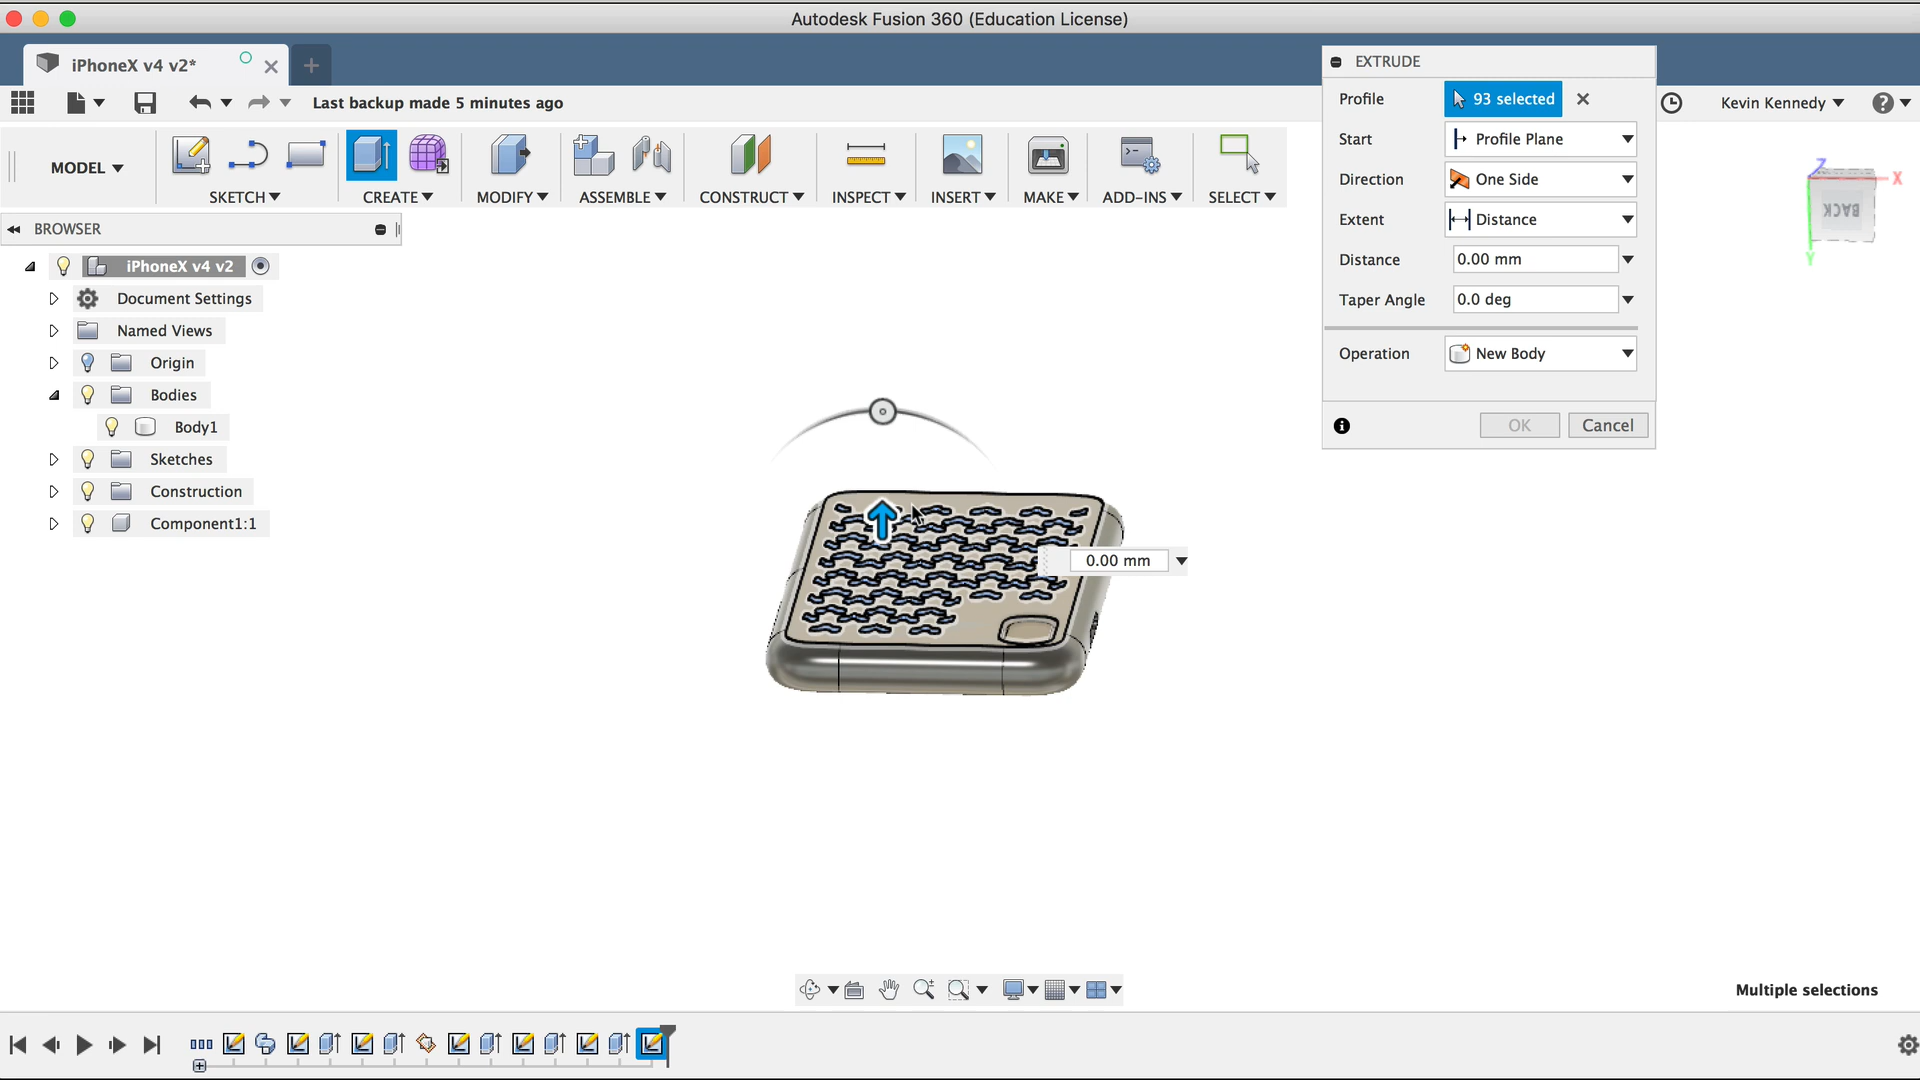 Autodesk Fusion 360 (Education License)
iPhoneX v4 v2*
Last backup made 5 minutes ago
Kevin Kennedy
MODEL
SKETCH
CREATE
MODIFY
ASSEMBLE
CONSTRUCT
INSPECT
INSERT
MAKE
ADD-INS
SELECT
EXTRUDE
Profile 93 selected
Start Profile Plane
Direction One Side
Extent Distance
Distance 0.00 mm
Taper Angle 0.0 deg
Operation New Body
OK Cancel
Z
X
BACK
Y
BROWSER
iPhoneX v4 v2
Document Settings
Named Views
Origin
Bodies
Body1
Sketches
Construction
Component1:1
0.00 mm
Multiple selections